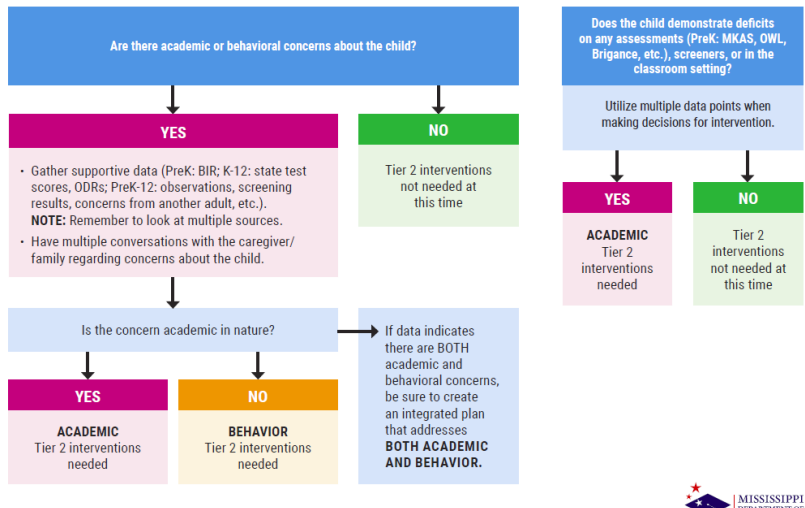 Are there academic or behavioral concerns about the child?
YES
• Gather supportive data (PreK: BIR; K-12: state test
scores, ODRs; PreK-12: observations, screening
results, concerns from another adult, etc.).
NOTE: Remember to look at multiple sources.
• Have multiple conversations with the caregiver/
family regarding concerns about the child.
NO
Tier 2 interventions
not needed at
this time
Is the concern academic in nature?
YES
ACADEMIC
Tier 2 interventions
needed
NO
BEHAVIOR
Tier 2 interventions
needed
If data indicates
there are BOTH
academic and
behavioral concerns,
be sure to create
an integrated plan
that addresses
BOTH ACADEMIC
AND BEHAVIOR.
Does the child demonstrate deficits
on any assessments (PreK: MKAS, OWL,
Brigance, etc.), screeners, or in the
classroom setting?
Utilize multiple data points when
making decisions for intervention.
YES
ACADEMIC
Tier 2
interventions
needed
NO
Tier 2
interventions
not needed at
this time
MISSISSIPPI
DEPARTMENT OF